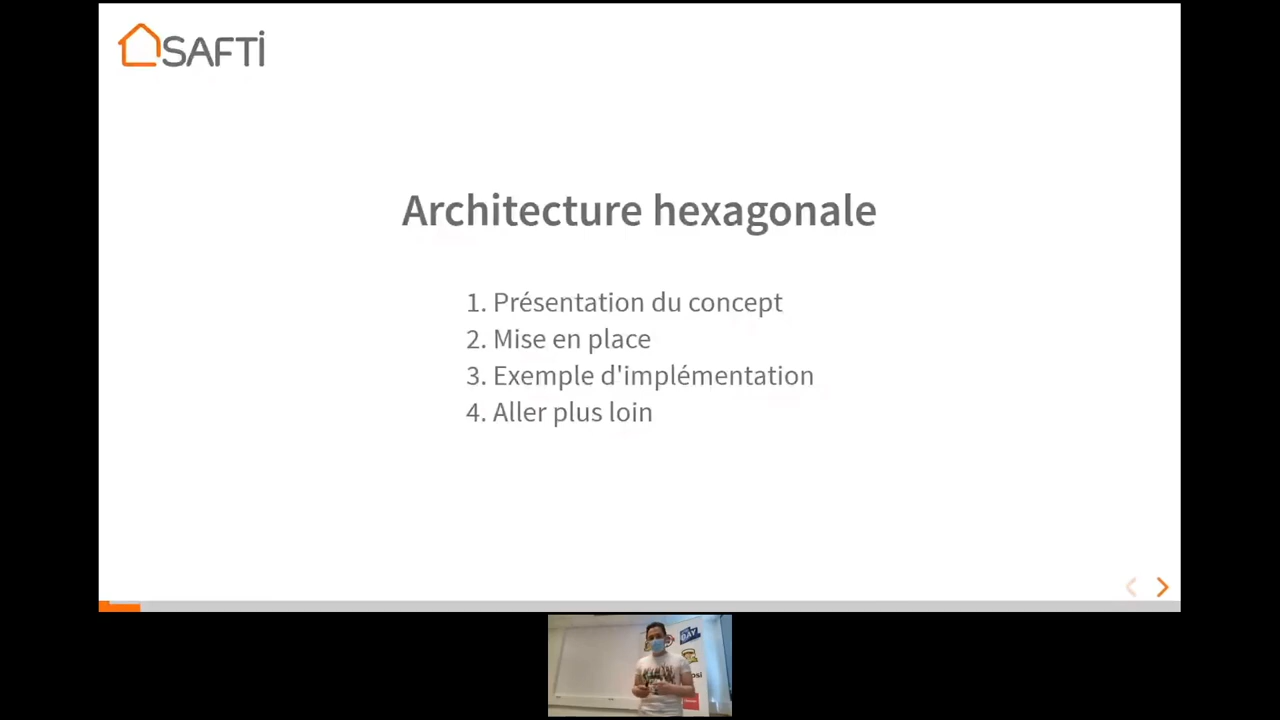 SAFTI
Architecture hexagonale
1. Présentation du concept
2. Mise en place
3. Exemple d'implémentation
4. Aller plus loin